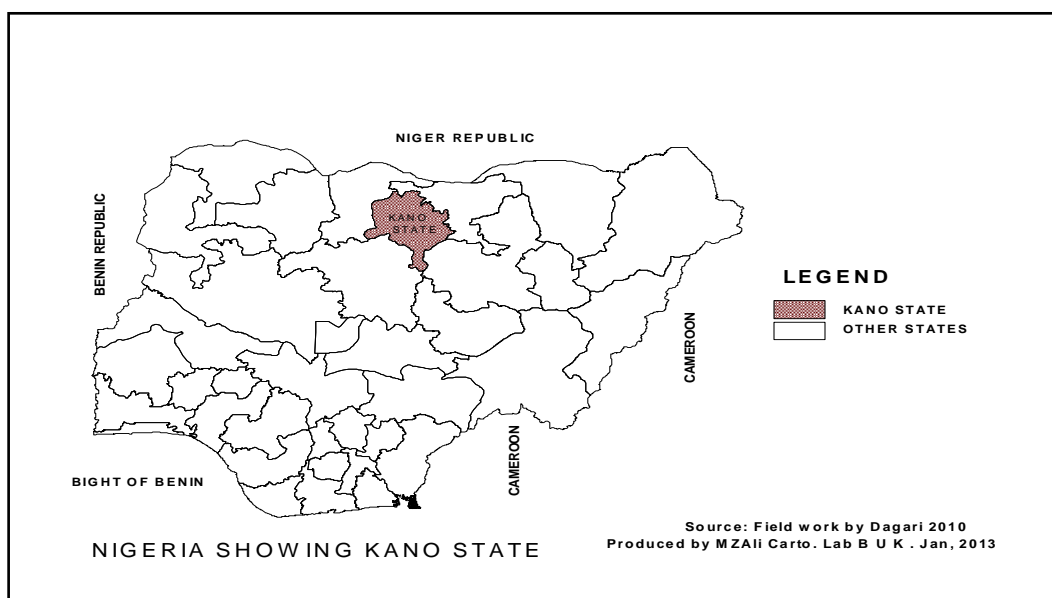 NIGER REPUBLIC
BENIN REPUBLIC
KANO
STATE
LEGEND
KANO STATE
OTHER STATES
CAMEROON
CAMEROON
BIGHT OF BENIN
NIGERIA SHOWING KANO STATE
Source: Field work by Dagari 2010
Produced by MZAli Carto. Lab B U K . Jan, 2013